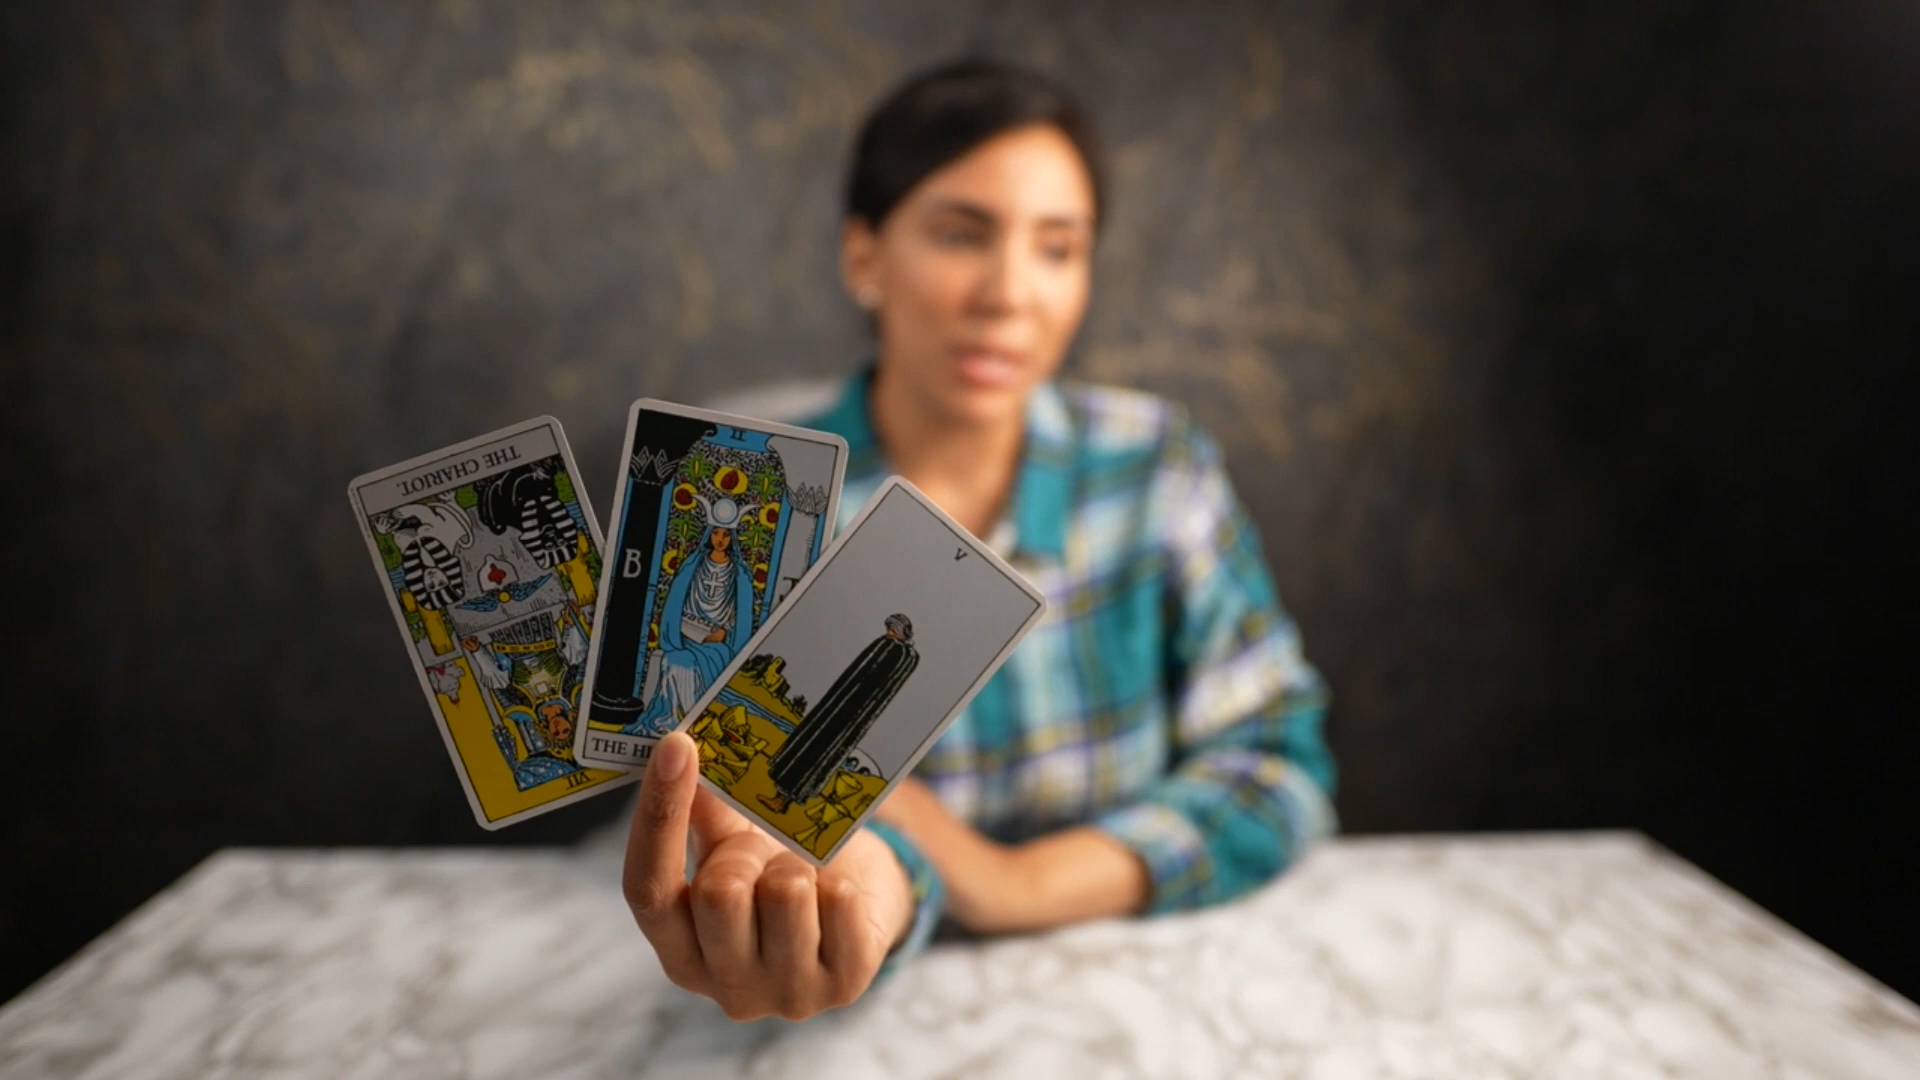 THE CHARIOT.
VII
II
B
THE HI
V